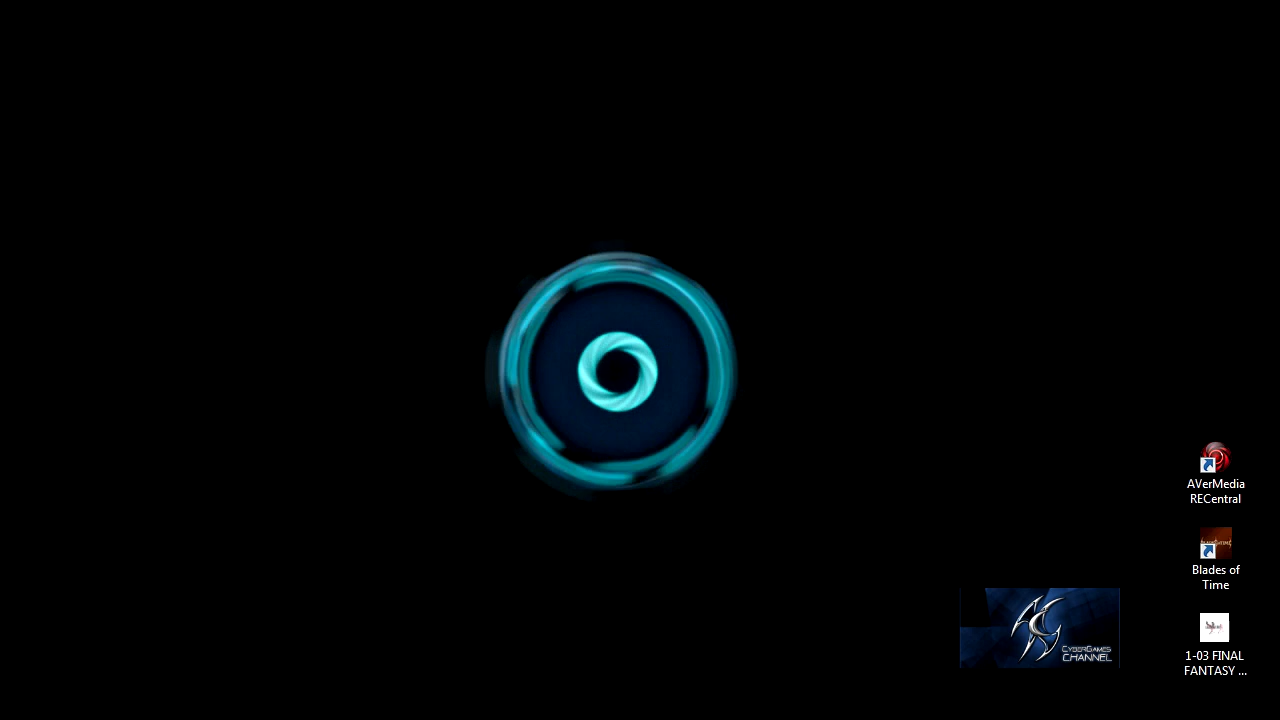 AVerMedia
RECentral
Blades of
Time
CYBERGAMES
CHANNEL
1-03 FINAL
FANTASY ...